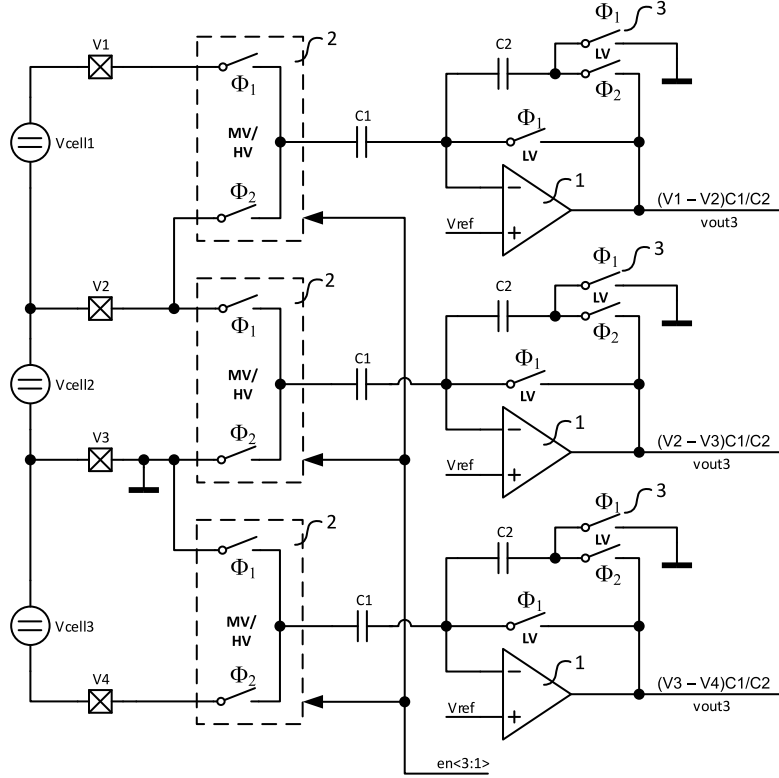 V1
2
Φ1
MV/
HV
Φ2
Vcell1
C1
C2
Φ1
3
LV
Φ2
Φ1
LV
1
Vref
(V1 – V2)C1/C2
vout3
V2
2
Φ1
MV/
HV
Φ2
Vcell2
C1
C2
Φ1
3
LV
Φ2
Φ1
LV
1
Vref
(V2 – V3)C1/C2
vout3
V3
2
Φ1
MV/
HV
Φ2
Vcell3
V4
C1
C2
Φ1
3
LV
Φ2
Φ1
LV
1
Vref
(V3 – V4)C1/C2
vout3
en<3:1>